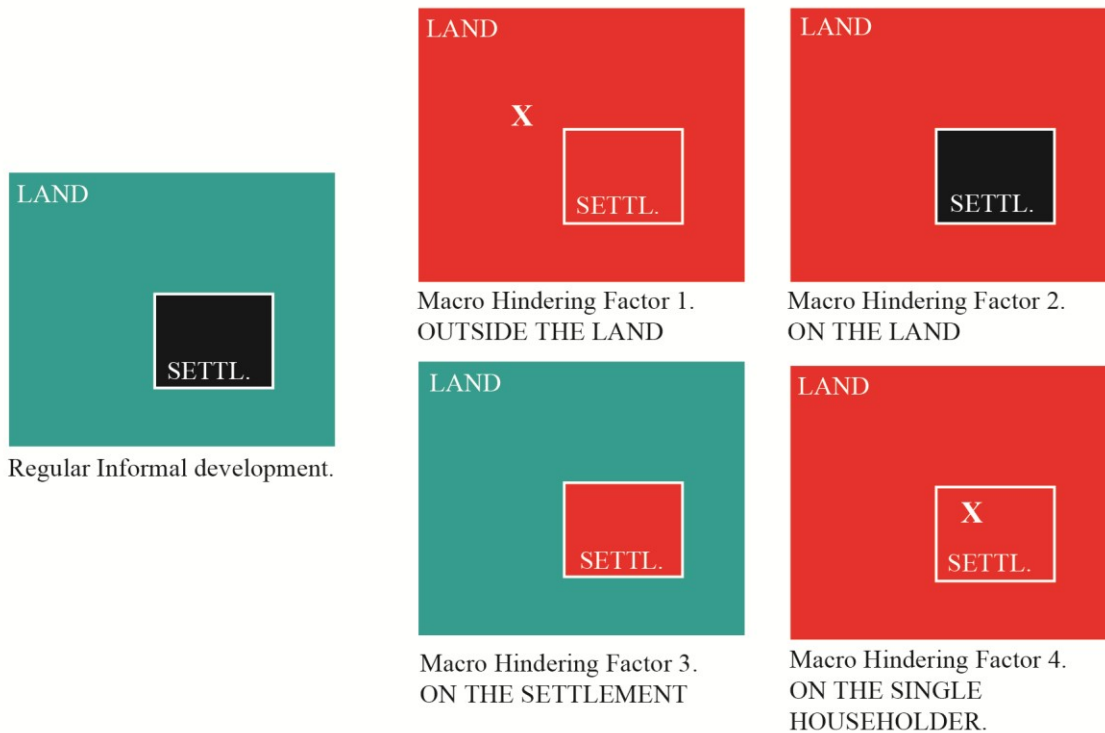 LAND
SETTL.
Regular Informal development.
LAND
X
SETTL.
Macro Hindering Factor 1.
OUTSIDE THE LAND
LAND
SETTL.
Macro Hindering Factor 2.
ON THE LAND
LAND
SETTL.
Macro Hindering Factor 3.
ON THE SETTLEMENT
LAND
X
SETTL.
Macro Hindering Factor 4.
ON THE SINGLE
HOUSEHOLDER.